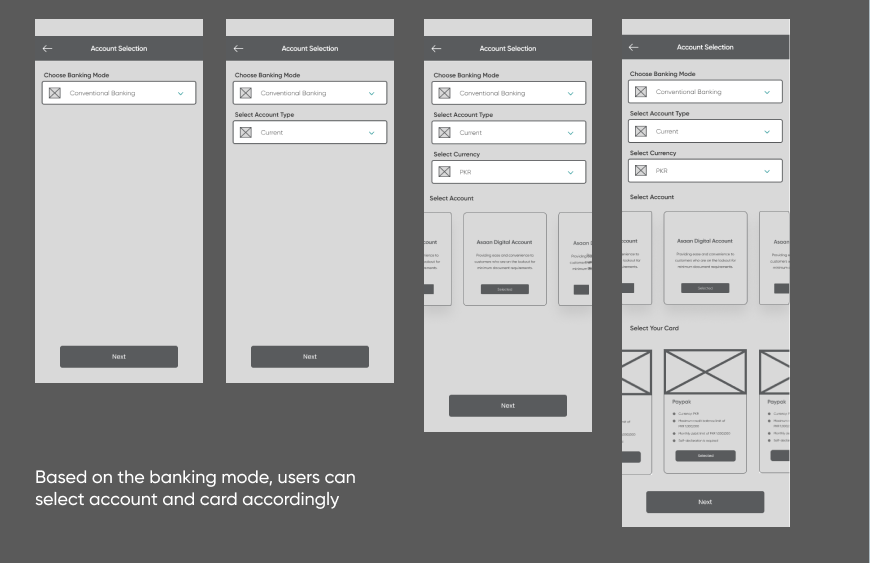 Account Selection
Choose Banking Mode
Conventional Banking
Next
Account Selection
Choose Banking Mode
Conventional Banking
Select Account Type
Current
Next
Account Selection
Choose Banking Mode
Conventional Banking
Select Account Type
Current
Select Currency
PKR
Select Account
Asaan Digital Account
Providing ease and convenience to
customers who are on the lookout for
minimum document requirements.
Selected
Next
Account Selection
Choose Banking Mode
Conventional Banking
Select Account Type
Current
Select Currency
PKR
Select Account
Asaan Digital Account
Providing ease and convenience to
customers who are on the lookout for
minimum document requirements.
Selected
Select Your Card
Paypak
Currency PKR
Self-declaration is required
Selected
Paypak
Next
Based on the banking mode, users can
select account and card accordingly